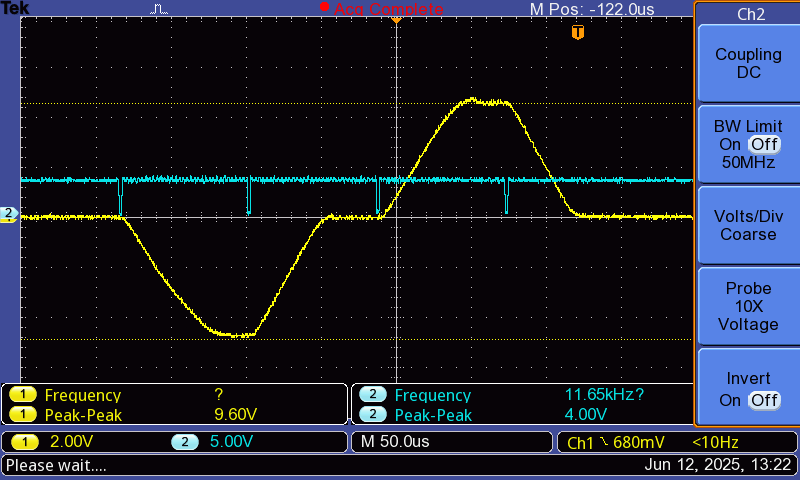 Tek
Acq Complete
M Pos: -122.0us
Ch2
T
Coupling
DC
BW Limit
On Off
50MHz
2
Volts/Div
Coarse
Probe
10X
Voltage
Invert
On Off
1 Frequency ?
1 Peak-Peak 9.60V
2 Frequency 11.65kHz?
2 Peak-Peak 4.00V
1 2.00V 2 5.00V M 50.0us Ch1 680mV <10Hz
Please wait.... Jun 12, 2025, 13:22